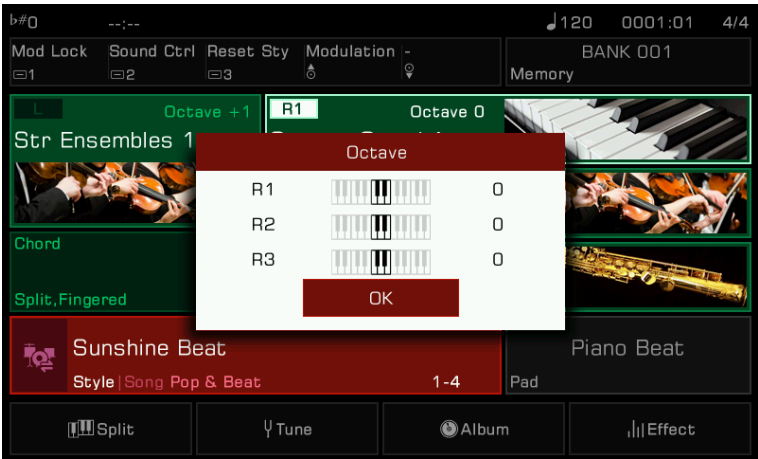 ♭#0 --:-- ♩120 0001:01 4/4
Mod Lock Sound Ctrl Reset Sty Modulation - BANK 001
1 2 3 Memory
L Octave +1 R1 Octave 0
Str Ensembles 1
Octave
R1 0
R2 0
R3 0
OK
Chord
Split,Fingered
Sunshine Beat
Style|Song Pop & Beat 1-4
Piano Beat
Pad
Split Tune Album Effect